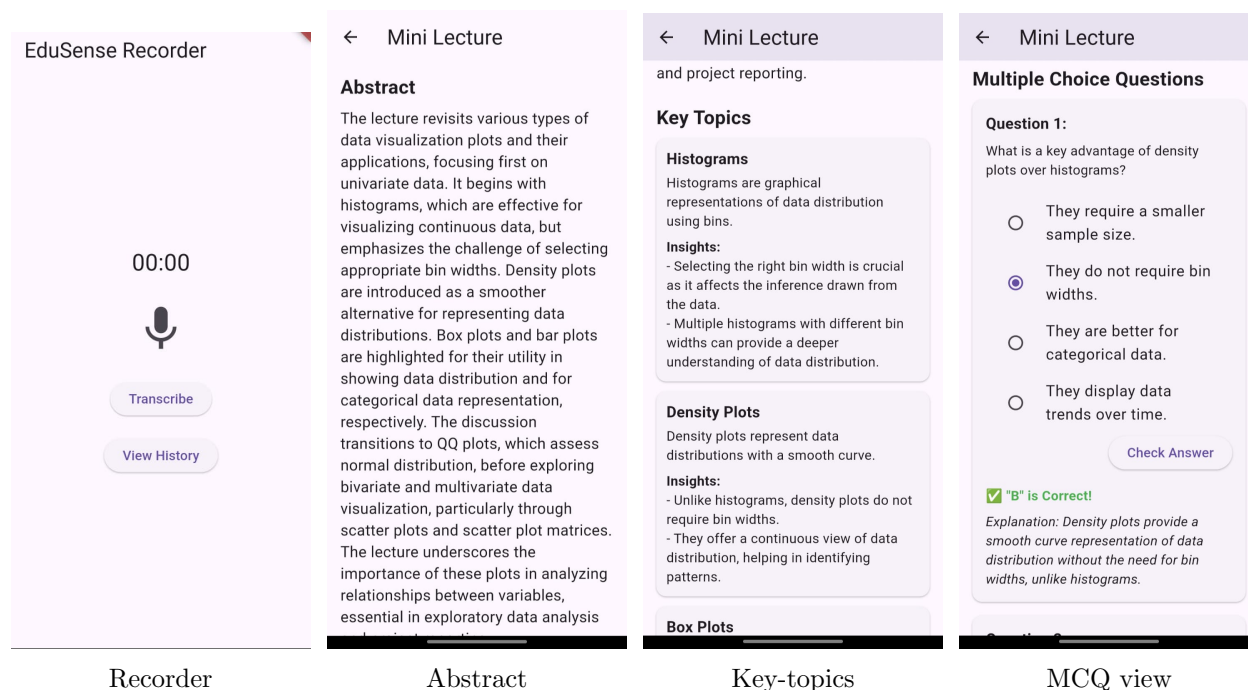 EduSense Recorder
00:00
Transcribe
View History
Recorder
Mini Lecture
Abstract
The lecture revisits various types of
data visualization plots and their
applications, focusing first on
univariate data. It begins with
histograms, which are effective for
visualizing continuous data, but
emphasizes the challenge of selecting
appropriate bin widths. Density plots
are introduced as a smoother
alternative for representing data
distributions. Box plots and bar plots
are highlighted for their utility in
showing data distribution and for
categorical data representation,
respectively. The discussion
transitions to QQ plots, which assess
normal distribution, before exploring
bivariate and multivariate data
visualization, particularly through
scatter plots and scatter plot matrices.
The lecture underscores the
importance of these plots in analyzing
relationships between variables,
essential in exploratory data analysis
Abstract
Mini Lecture
and project reporting.
Key Topics
Histograms
Histograms are graphical
representations of data distribution
using bins.
Insights:
- Selecting the right bin width is crucial
as it affects the inference drawn from
the data.
- Multiple histograms with different bin
widths can provide a deeper
understanding of data distribution.
Density Plots
Density plots represent data
distributions with a smooth curve.
Insights:
- Unlike histograms, density plots do not
require bin widths.
- They offer a continuous view of data
distribution, helping in identifying
patterns.
Box Plots
Key-topics
Mini Lecture
Multiple Choice Questions
Question 1:
What is a key advantage of density
plots over histograms?
They require a smaller
sample size.
They do not require bin
widths.
They are better for
categorical data.
They display data
trends over time.
Check Answer
✅ "B" is Correct!
Explanation: Density plots provide a
smooth curve representation of data
distribution without the need for bin
widths, unlike histograms.
MCQ view